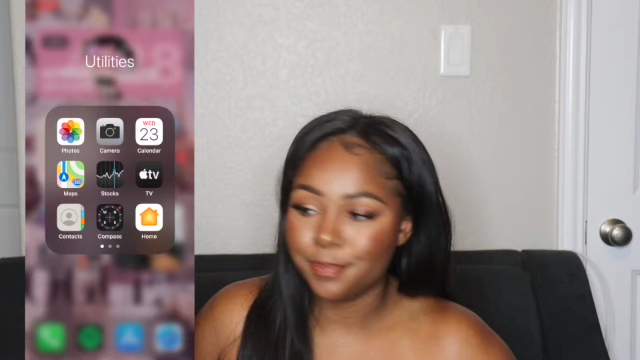 Utilities
WED
23
Photos
Camera
Calendar
tv
Maps
Stocks
TV
Contacts
Compass
Home